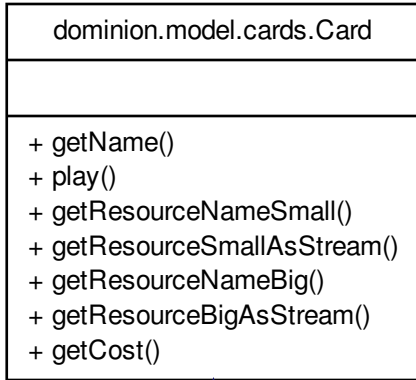 dominion.model.cards.Card
+ getName()
+ play()
+ getResourceNameSmall()
+ getResourceSmallAsStream()
+ getResourceNameBig()
+ getResourceBigAsStream()
+ getCost()